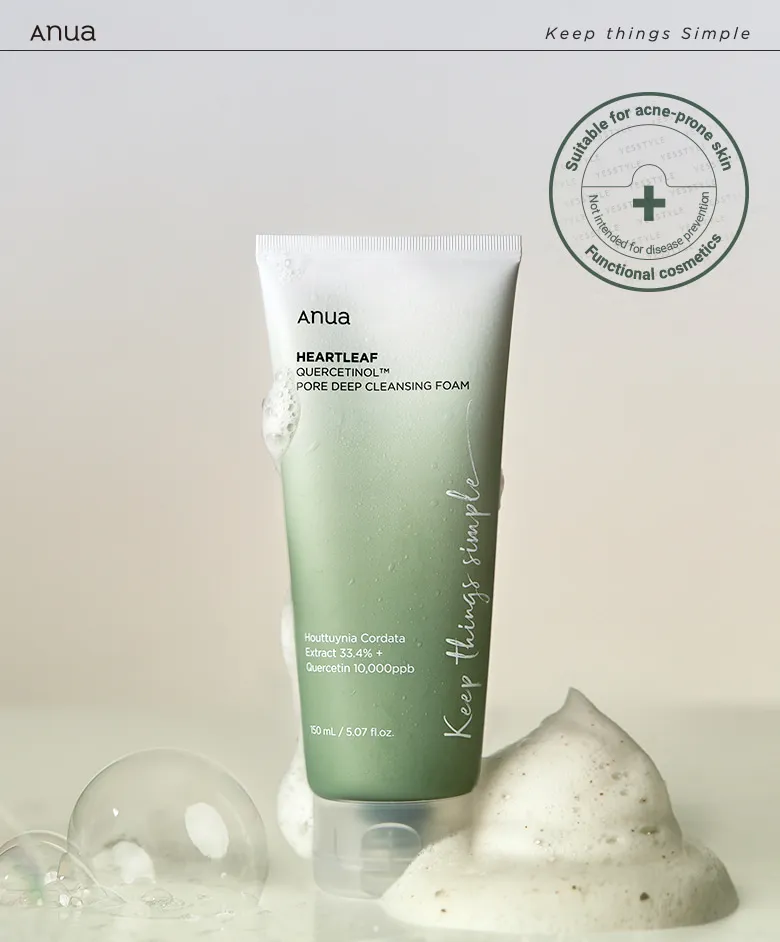 Anua
Keep things Simple
Suitable for acne-prone skin
Not intended for disease prevention
Functional cosmetics
YESSTYLE YESSTYLE
Anua
HEARTLEAF
QUERCETINOL™
PORE DEEP CLEANSING FOAM
Keep things simple
Houttuynia Cordata
Extract 33.4% +
Quercetin 10,000ppb
150 mL / 5.07 fl.oz.